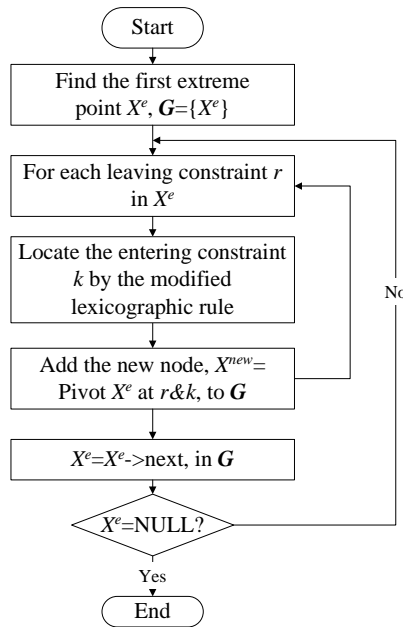 Start
Find the first extreme
point Xᵉ, G={Xᵉ}
For each leaving constraint r
in Xᵉ
Locate the entering constraint
k by the modified
lexicographic rule
No
Add the new node, Xⁿᵉʷ=
Pivot Xᵉ at r&k, to G
Xᵉ=Xᵉ->next, in G
Xᵉ=NULL?
Yes
End